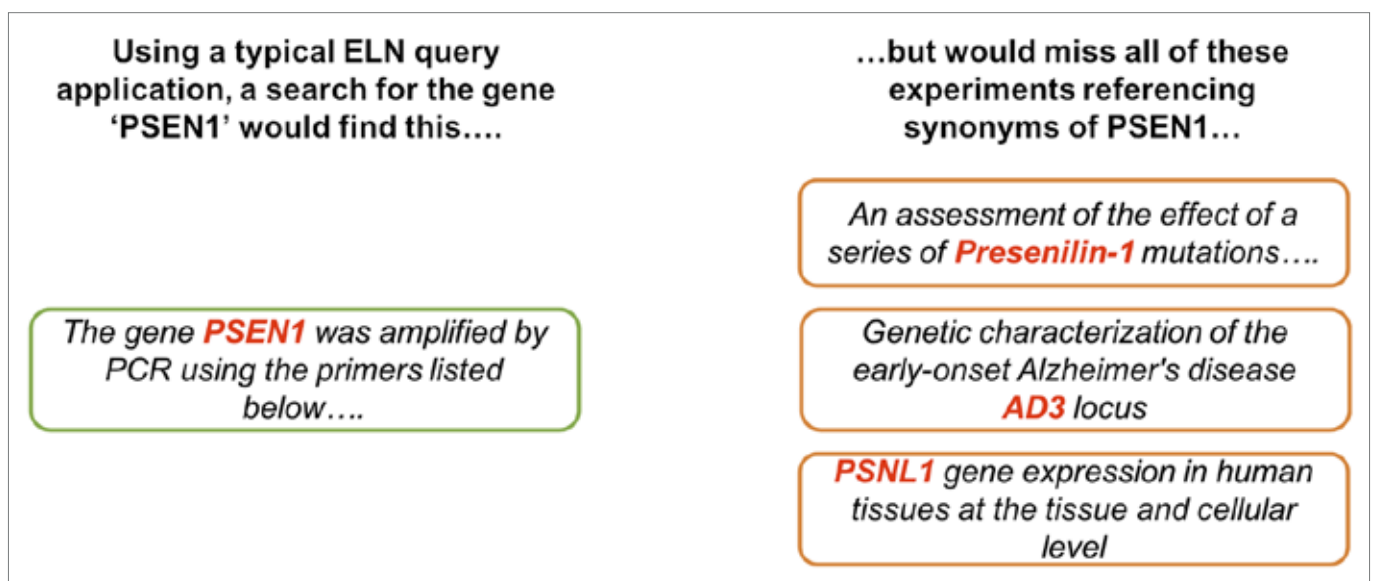 Using a typical ELN query
application, a search for the gene
‘PSEN1’ would find this….
The gene PSEN1 was amplified by
PCR using the primers listed
below….
…but would miss all of these
experiments referencing
synonyms of PSEN1…
An assessment of the effect of a
series of Presenilin-1 mutations….
Genetic characterization of the
early-onset Alzheimer's disease
AD3 locus
PSNL1 gene expression in human
tissues at the tissue and cellular
level